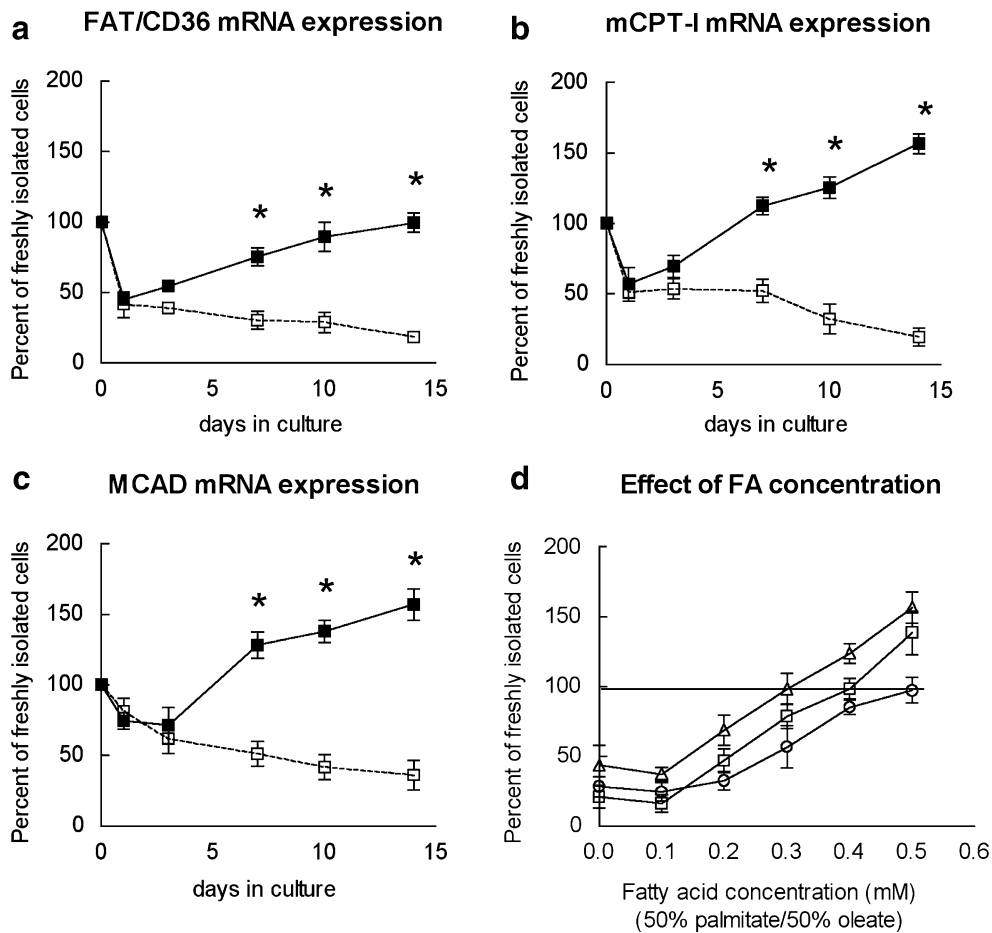 a FAT/CD36 mRNA expression
Percent of freshly isolated cells
200
150
100
50
0
* * *
0 5 10 15
days in culture
b mCPT-I mRNA expression
Percent of freshly isolated cells
200
150
100
50
0
* * *
0 5 10 15
days in culture
c MCAD mRNA expression
Percent of freshly isolated cells
200
150
100
50
0
* * *
0 5 10 15
days in culture
d Effect of FA concentration
Percent of freshly isolated cells
200
150
100
50
0
0.0 0.1 0.2 0.3 0.4 0.5 0.6
Fatty acid concentration (mM)
(50% palmitate/50% oleate)